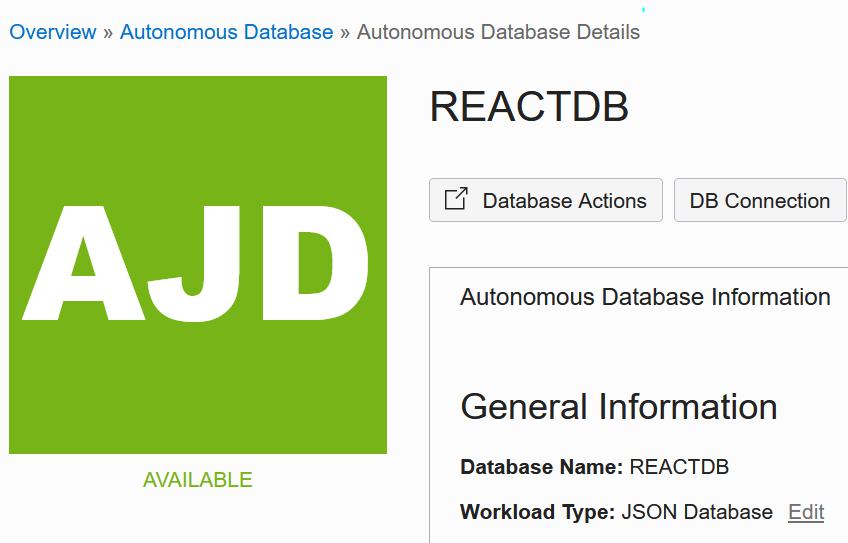 Overview » Autonomous Database » Autonomous Database Details
AJD
AVAILABLE
REACTDB
Database Actions
DB Connection
Autonomous Database Information
General Information
Database Name: REACTDB
Workload Type: JSON Database Edit